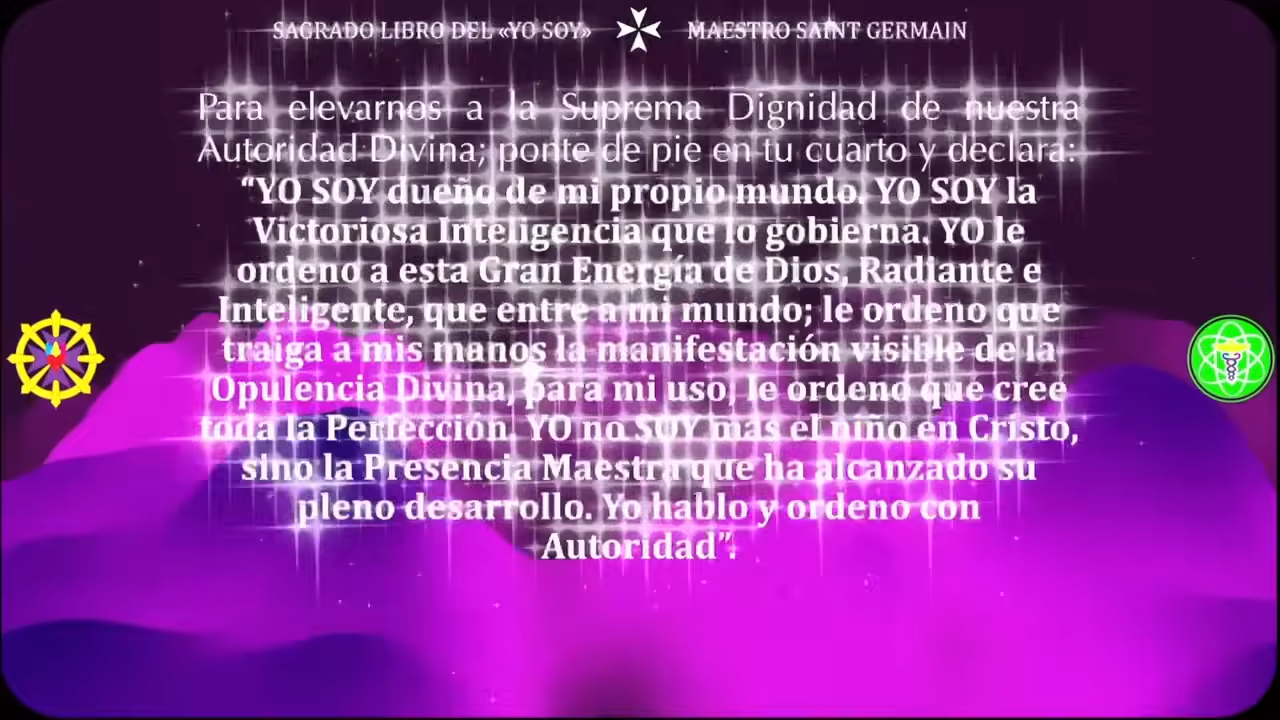 SAGRADO LIBRO DEL «YO SOY» MAESTRO SAINT GERMAIN
Para elevarnos a la Suprema Dignidad de nuestra
Autoridad Divina; ponte de pie en tu cuarto y declara:
“YO SOY dueño de mi propio mundo. YO SOY la
Victoriosa Inteligencia que lo gobierna. YO le
ordeno a esta Gran Energía de Dios, Radiante e
Inteligente, que entre a mi mundo; le ordeno que
traiga a mis manos la manifestación visible de la
Opulencia Divina, para mi uso; le ordeno que cree
toda la Perfección. YO no SOY más el niño en Cristo,
sino la Presencia Maestra que ha alcanzado su
pleno desarrollo. Yo hablo y ordeno con
Autoridad”.